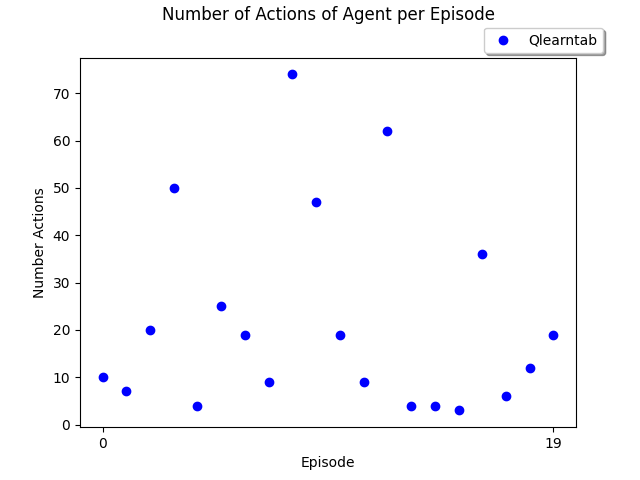 Number of Actions of Agent per Episode
Qlearntab
70
60
50
40
30
20
10
0
Number Actions
0 19
Episode